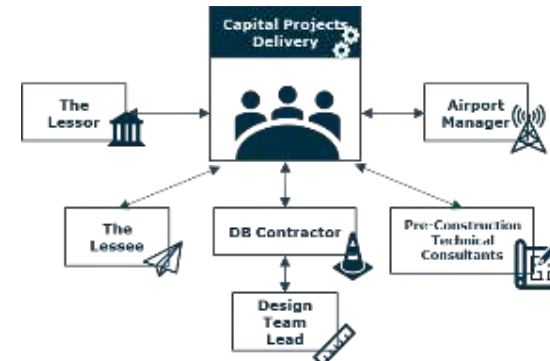 Capital Projects
Delivery
The
Lessor
Airport
Manager
The
Lessee
DB Contractor
Pre-Construction
Technical
Consultants
Design
Team
Lead